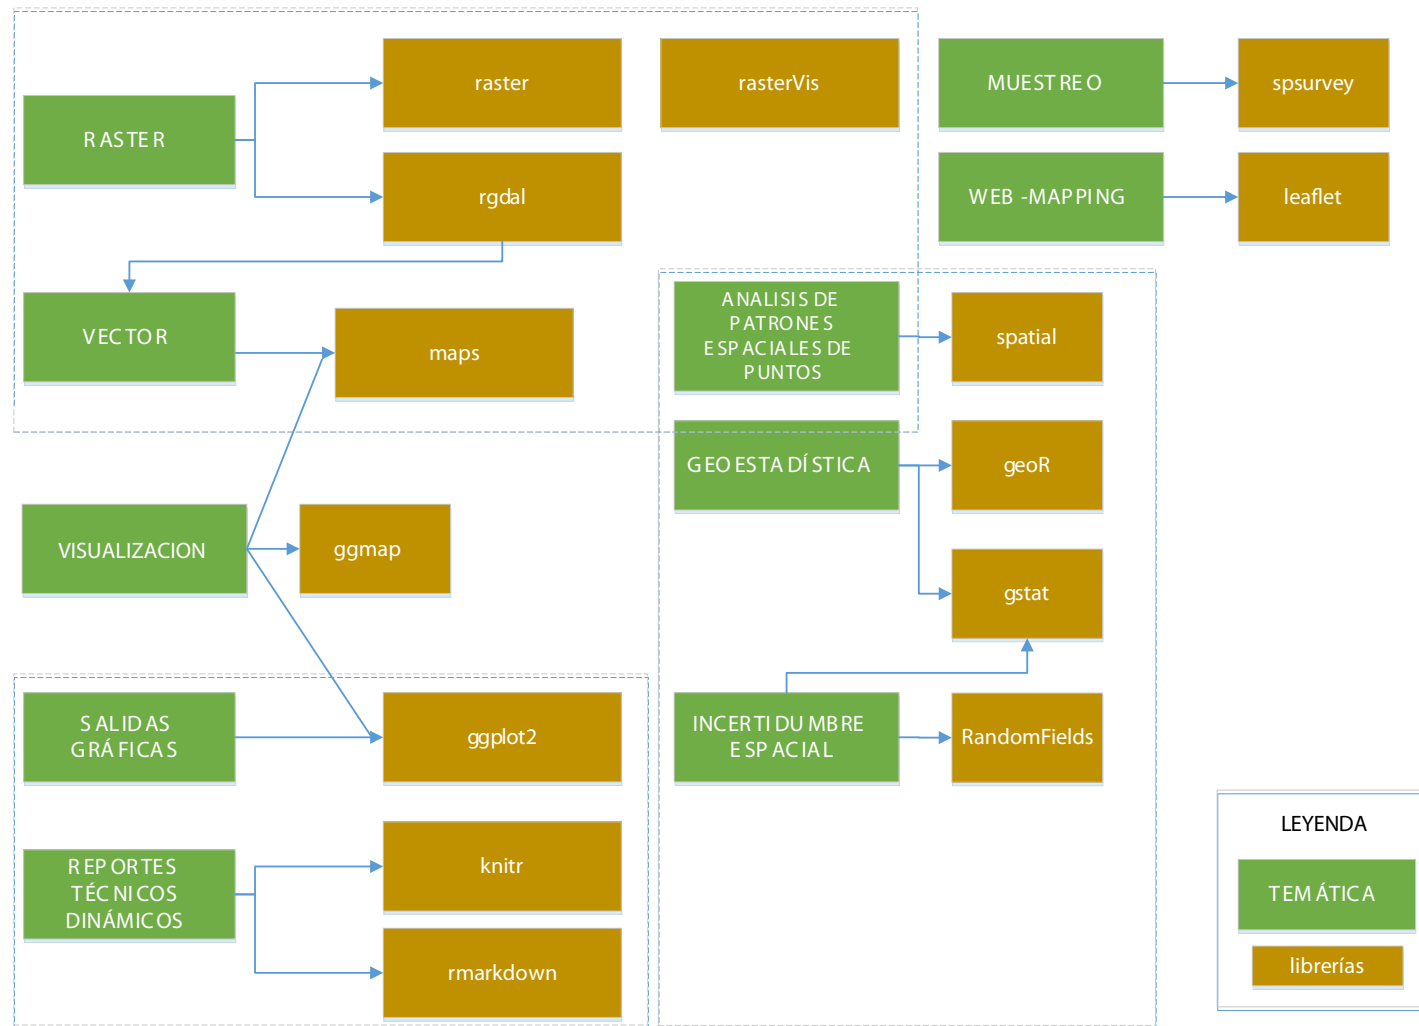 RASTER
raster
rasterVis
rgdal
MUESTREO
spsurvey
WEB -MAPPING
leaflet
VECTOR
maps
ANALISIS DE
PATRONES
ESPACIALES DE
PUNTOS
spatial
GEOESTADÍSTICA
geoR
gstat
VISUALIZACION
ggmap
SALIDAS
GRÁFICAS
ggplot2
INCERTIDUMBRE
ESPACIAL
RandomFields
REPORTES
TÉCNICOS
DINÁMICOS
knitr
rmarkdown
LEYENDA
TEMÁTICA
librerías